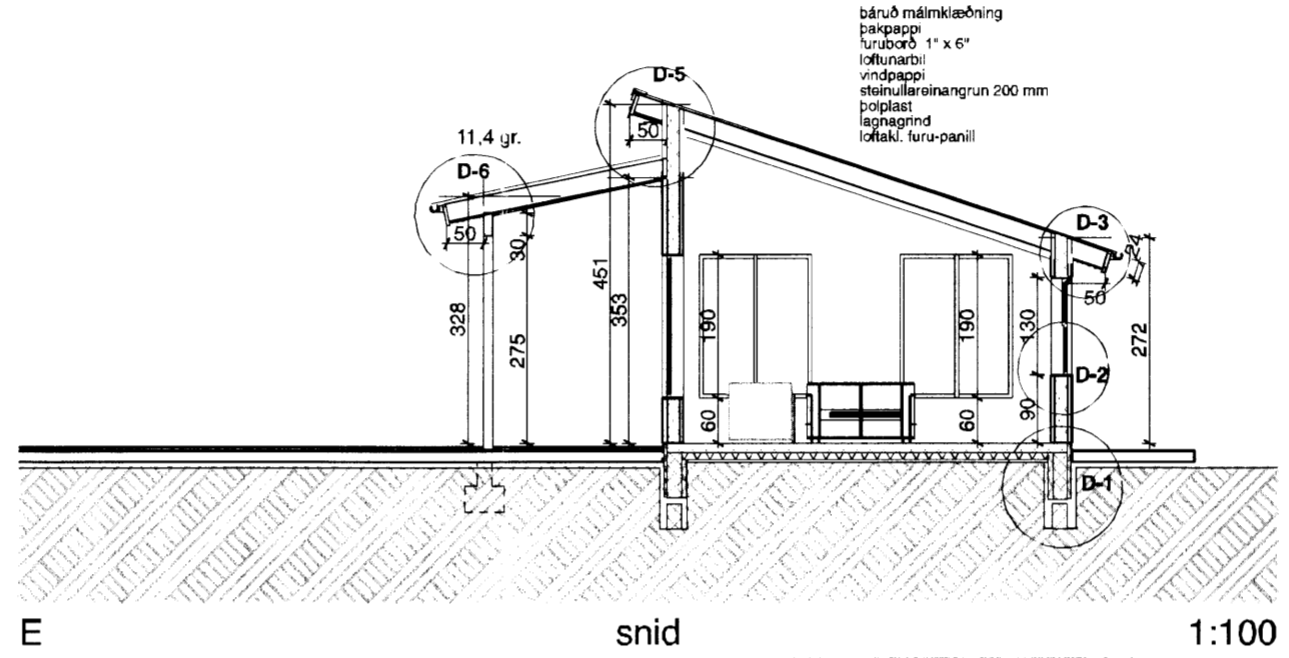 báruð málmklæðning
þakpappi
furuborð 1" x 6"
loftunarbil
vindpappi
steinullareinangrun 200 mm
þolplast
lagnagrind
loftakl. furu-panill
D-5
50
11,4 gr.
D-6
50
30
D-3
24
50
451
353
328
275
190
190
130
272
D-2
60
60
90
D-1
E
snid
1:100